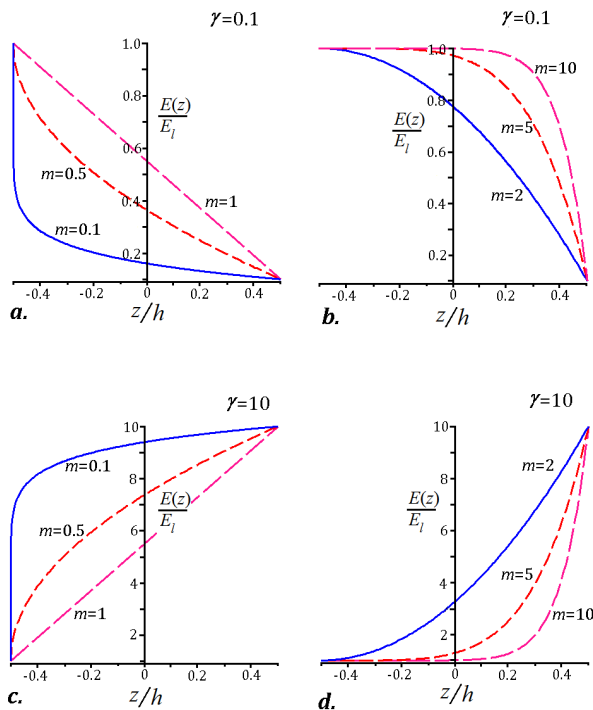 γ=0.1
1.0
0.8
E(z)
E_l
0.6
m=0.5
m=1
0.4
m=0.1
0.2
-0.4 -0.2 0 0.2 0.4
a.
z/h
γ=0.1
1.0
m=10
0.8
E(z)
E_l
m=5
0.6
m=2
0.4
0.2
-0.4 -0.2 0 0.2 0.4
b.
z/h
γ=10
10
m=0.1
8
E(z)
E_l
m=0.5
6
4
m=1
2
-0.4 -0.2 0 0.2 0.4
c.
z/h
γ=10
10
m=2
8
E(z)
E_l
6
m=5
4
m=10
2
-0.4 -0.2 0 0.2 0.4
d.
z/h